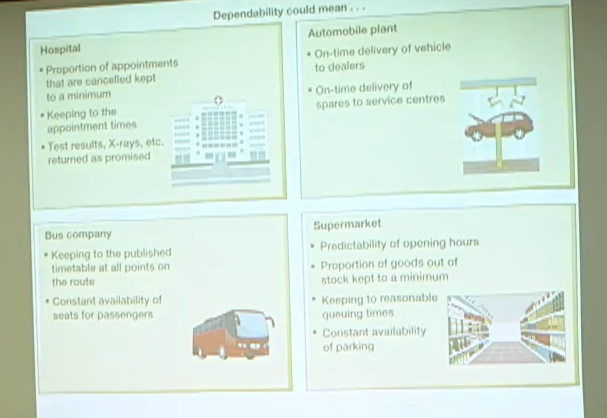 Dependability could mean . . .
Hospital
• Proportion of appointments
that are cancelled kept
to a minimum
• Keeping to the
appointment times
• Test results, X-rays, etc.
returned as promised
Automobile plant
• On-time delivery of vehicle
to dealers
• On-time delivery of
spares to service centres
Bus company
• Keeping to the published
timetable at all points on
the route
• Constant availability of
seats for passengers
Supermarket
• Predictability of opening hours
• Proportion of goods out of
stock kept to a minimum
• Keeping to reasonable
queuing times
• Constant availability
of parking